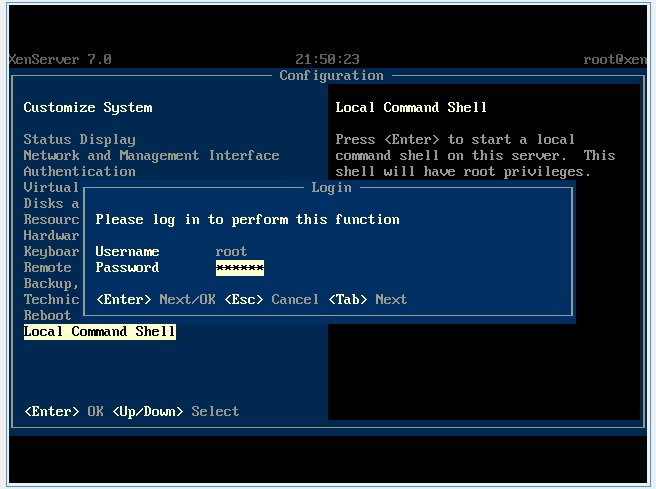 XenServer 7.0 21:50:23 root@xen
Configuration
Customize System
Status Display
Network and Management Interface
Authentication
Virtual
Disks a
Resourc
Hardwar
Keyboar
Remote
Backup,
Technic
Reboot
Local Command Shell
<Enter> OK <Up/Down> Select
Local Command Shell
Press <Enter> to start a local
command shell on this server. This
shell will have root privileges.
Login
Please log in to perform this function
Username root
Password ******
<Enter> Next/OK <Esc> Cancel <Tab> Next